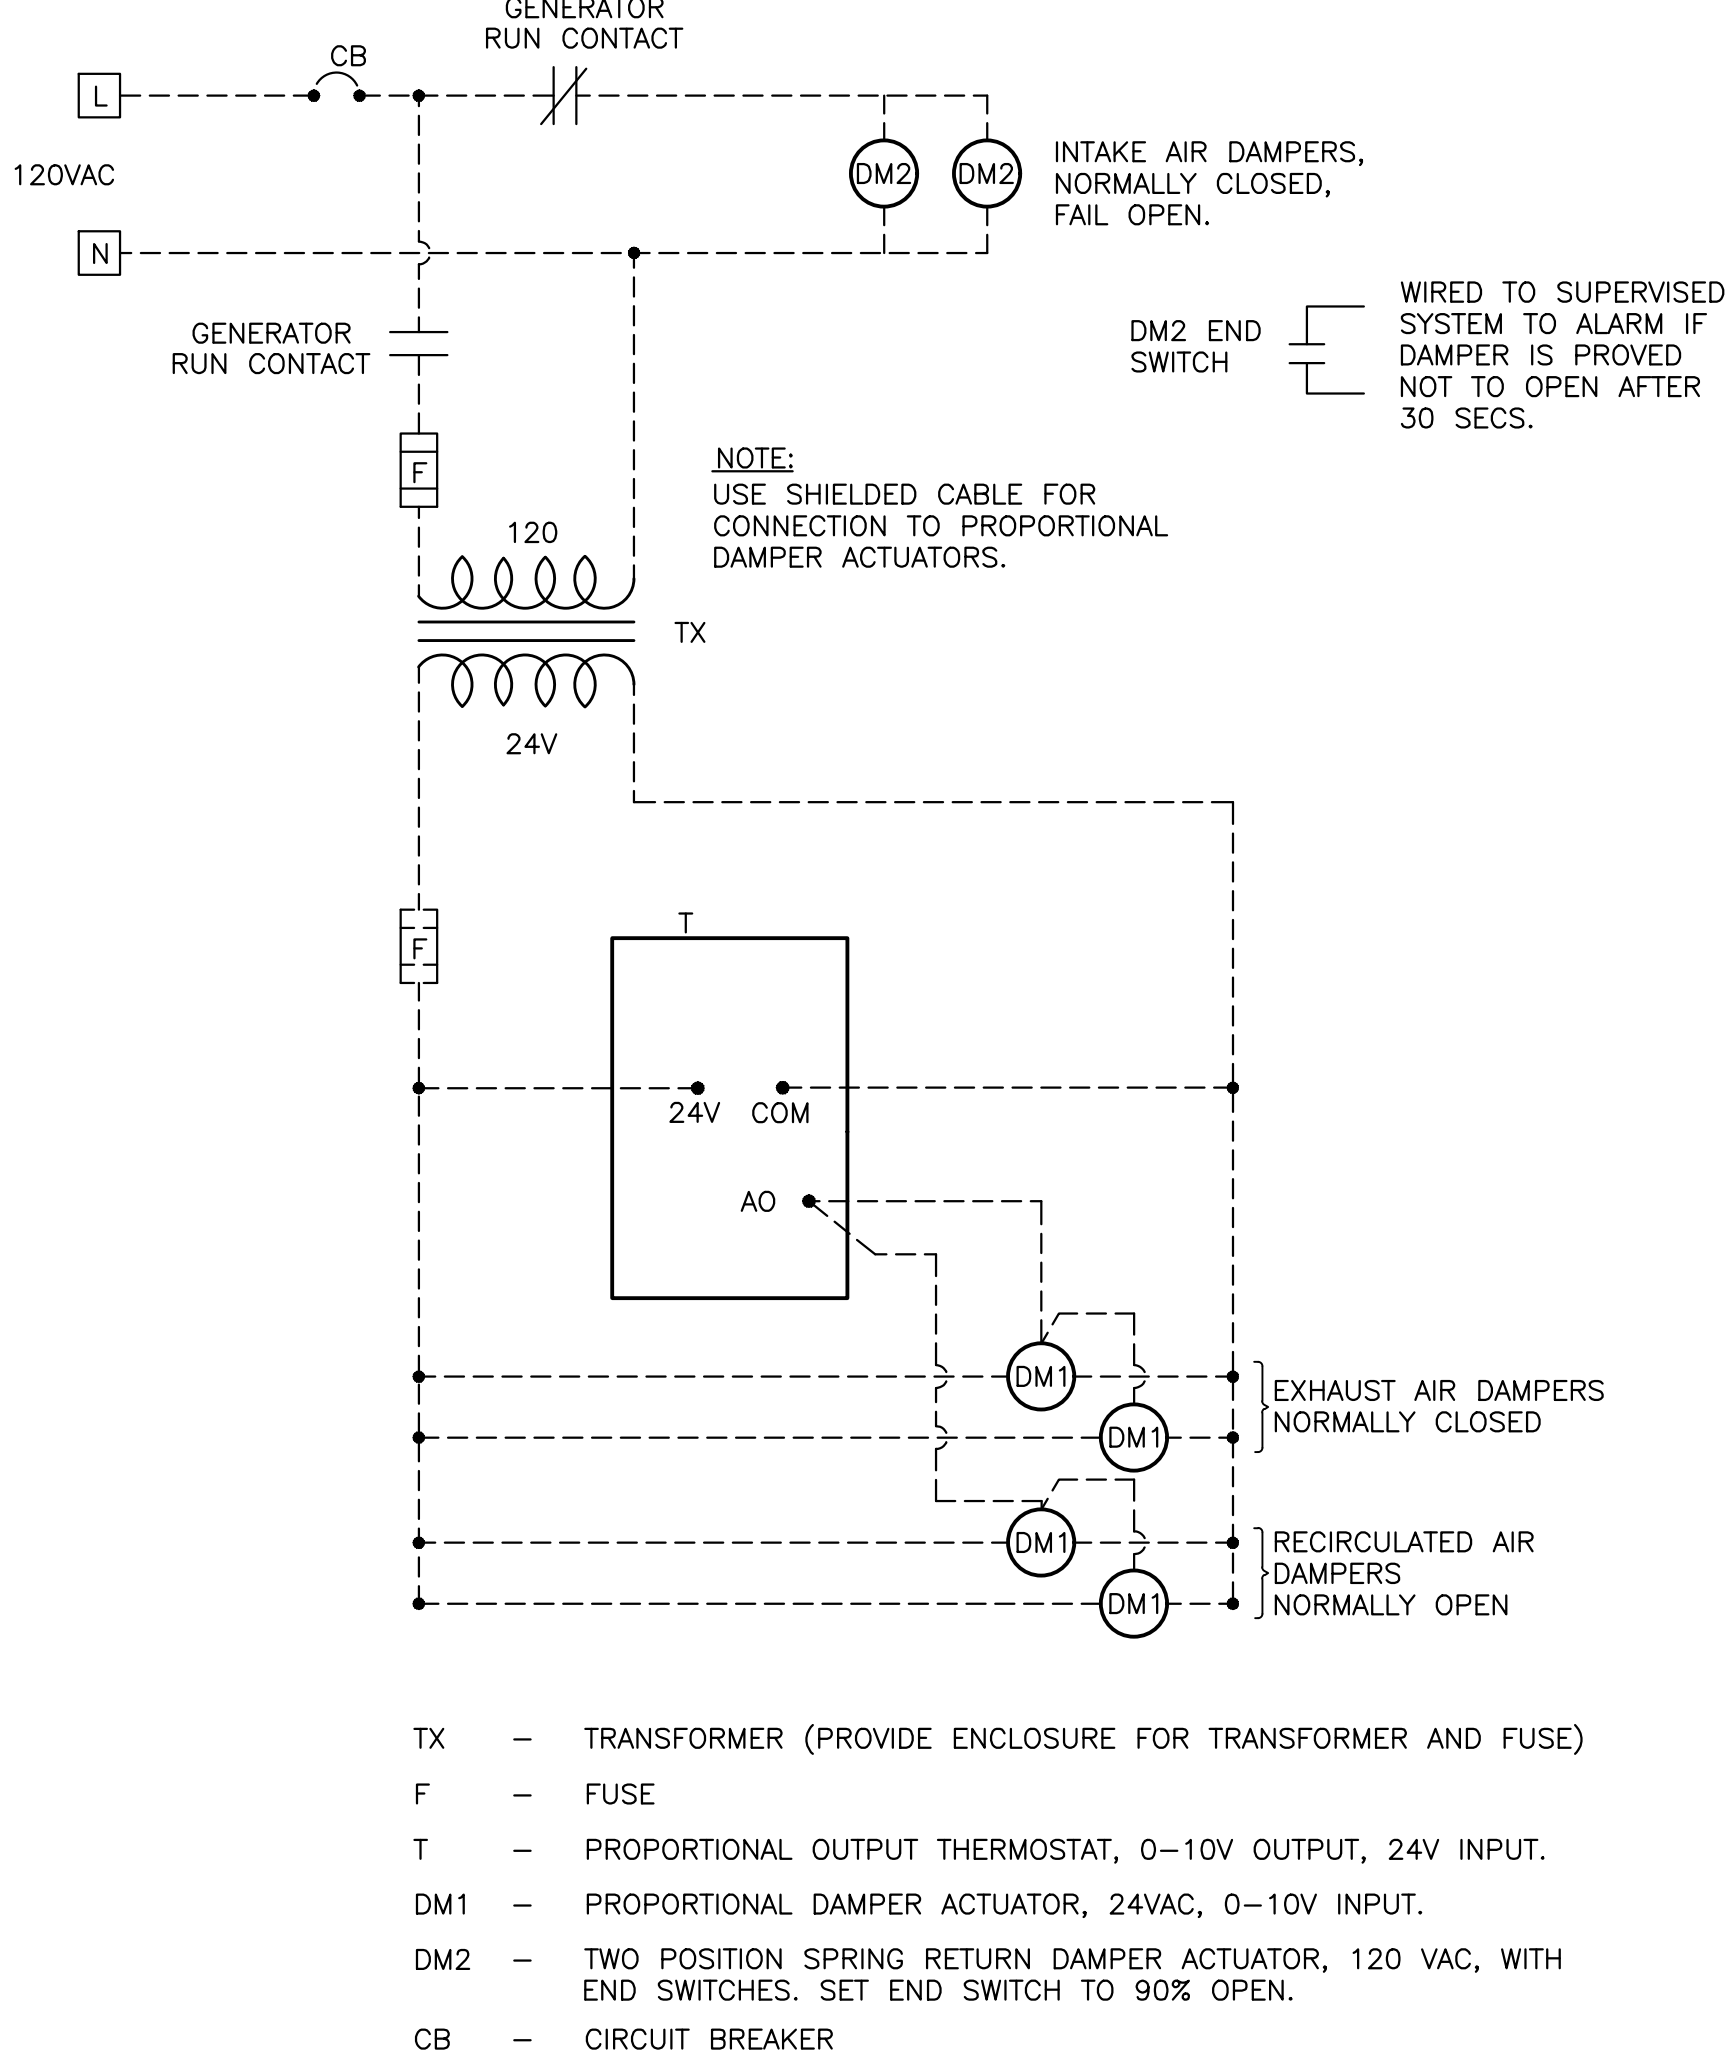 GENERATOR
RUN CONTACT
CB
L
120VAC
DM2
DM2
INTAKE AIR DAMPERS,
NORMALLY CLOSED,
FAIL OPEN.
N
GENERATOR
RUN CONTACT
DM2 END
SWITCH
WIRED TO SUPERVISED
SYSTEM TO ALARM IF
DAMPER IS PROVED
NOT TO OPEN AFTER
30 SECS.
F
NOTE:
USE SHIELDED CABLE FOR
CONNECTION TO PROPORTIONAL
DAMPER ACTUATORS.
120
TX
24V
F
T
24V
COM
AO
DM1
DM1
EXHAUST AIR DAMPERS
NORMALLY CLOSED
DM1
DM1
RECIRCULATED AIR
DAMPERS
NORMALLY OPEN
TX – TRANSFORMER (PROVIDE ENCLOSURE FOR TRANSFORMER AND FUSE)
F – FUSE
T – PROPORTIONAL OUTPUT THERMOSTAT, 0–10V OUTPUT, 24V INPUT.
DM1 – PROPORTIONAL DAMPER ACTUATOR, 24VAC, 0–10V INPUT.
DM2 – TWO POSITION SPRING RETURN DAMPER ACTUATOR, 120 VAC, WITH
END SWITCHES. SET END SWITCH TO 90% OPEN.
CB – CIRCUIT BREAKER